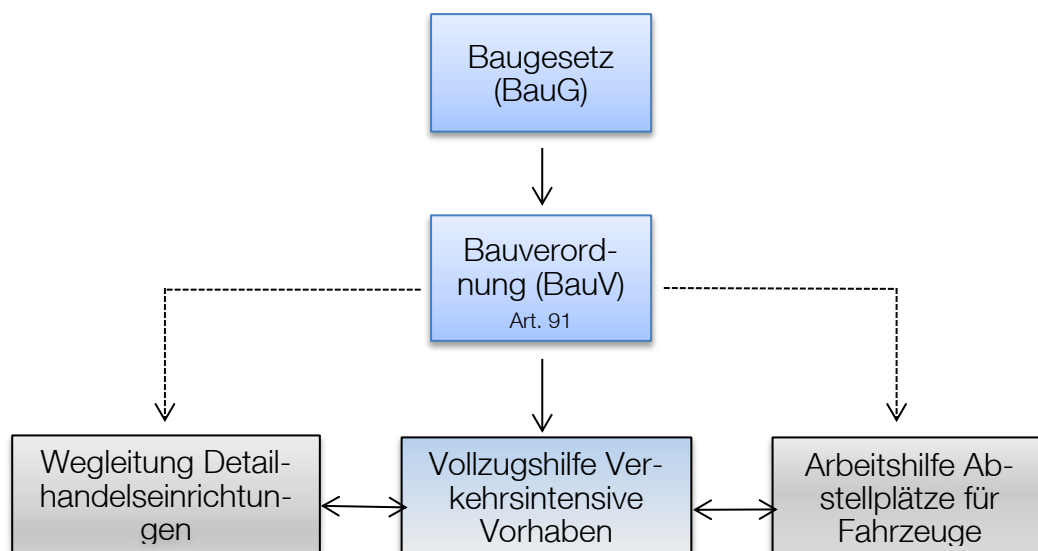 Baugesetz
(BauG)
Bauverord-
nung (BauV)
Art. 91
Wegleitung Detail-
handelseinrichtun-
gen
Vollzugshilfe Ver-
kehrsintensive
Vorhaben
Arbeitshilfe Ab-
stellplätze für
Fahrzeuge